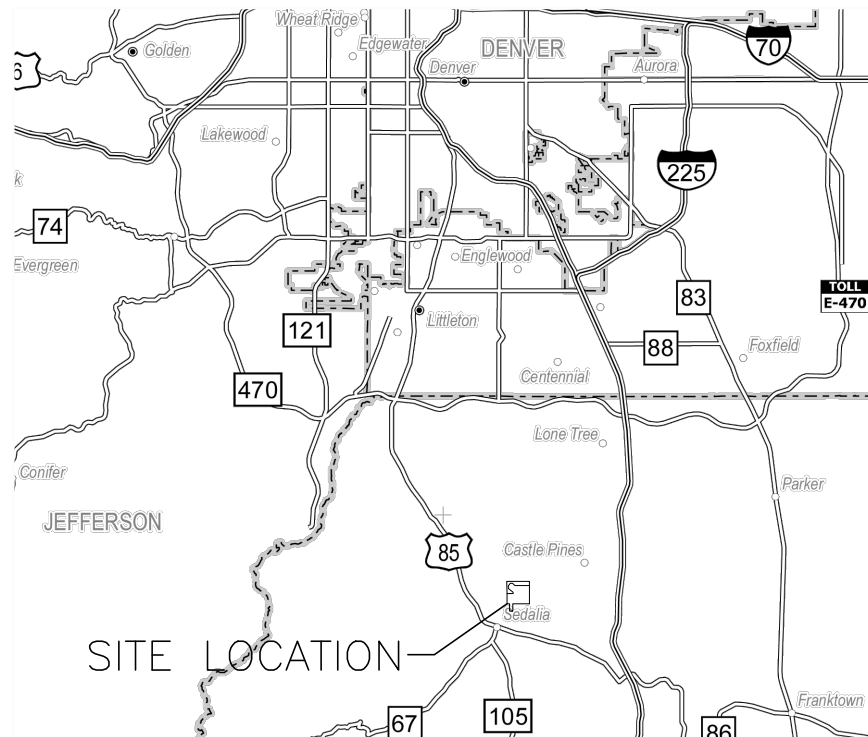 Wheat Ridge
Golden
Edgewater
DENVER
70
6
Denver
Aurora
Lakewood
225
k
74
Evergreen
Englewood
TOLL
E-470
83
121
Littleton
88
Foxfield
Centennial
470
Lone Tree
Conifer
Parker
JEFFERSON
85
Castle Pines
Sedalia
SITE LOCATION
Franktown
67
105
86